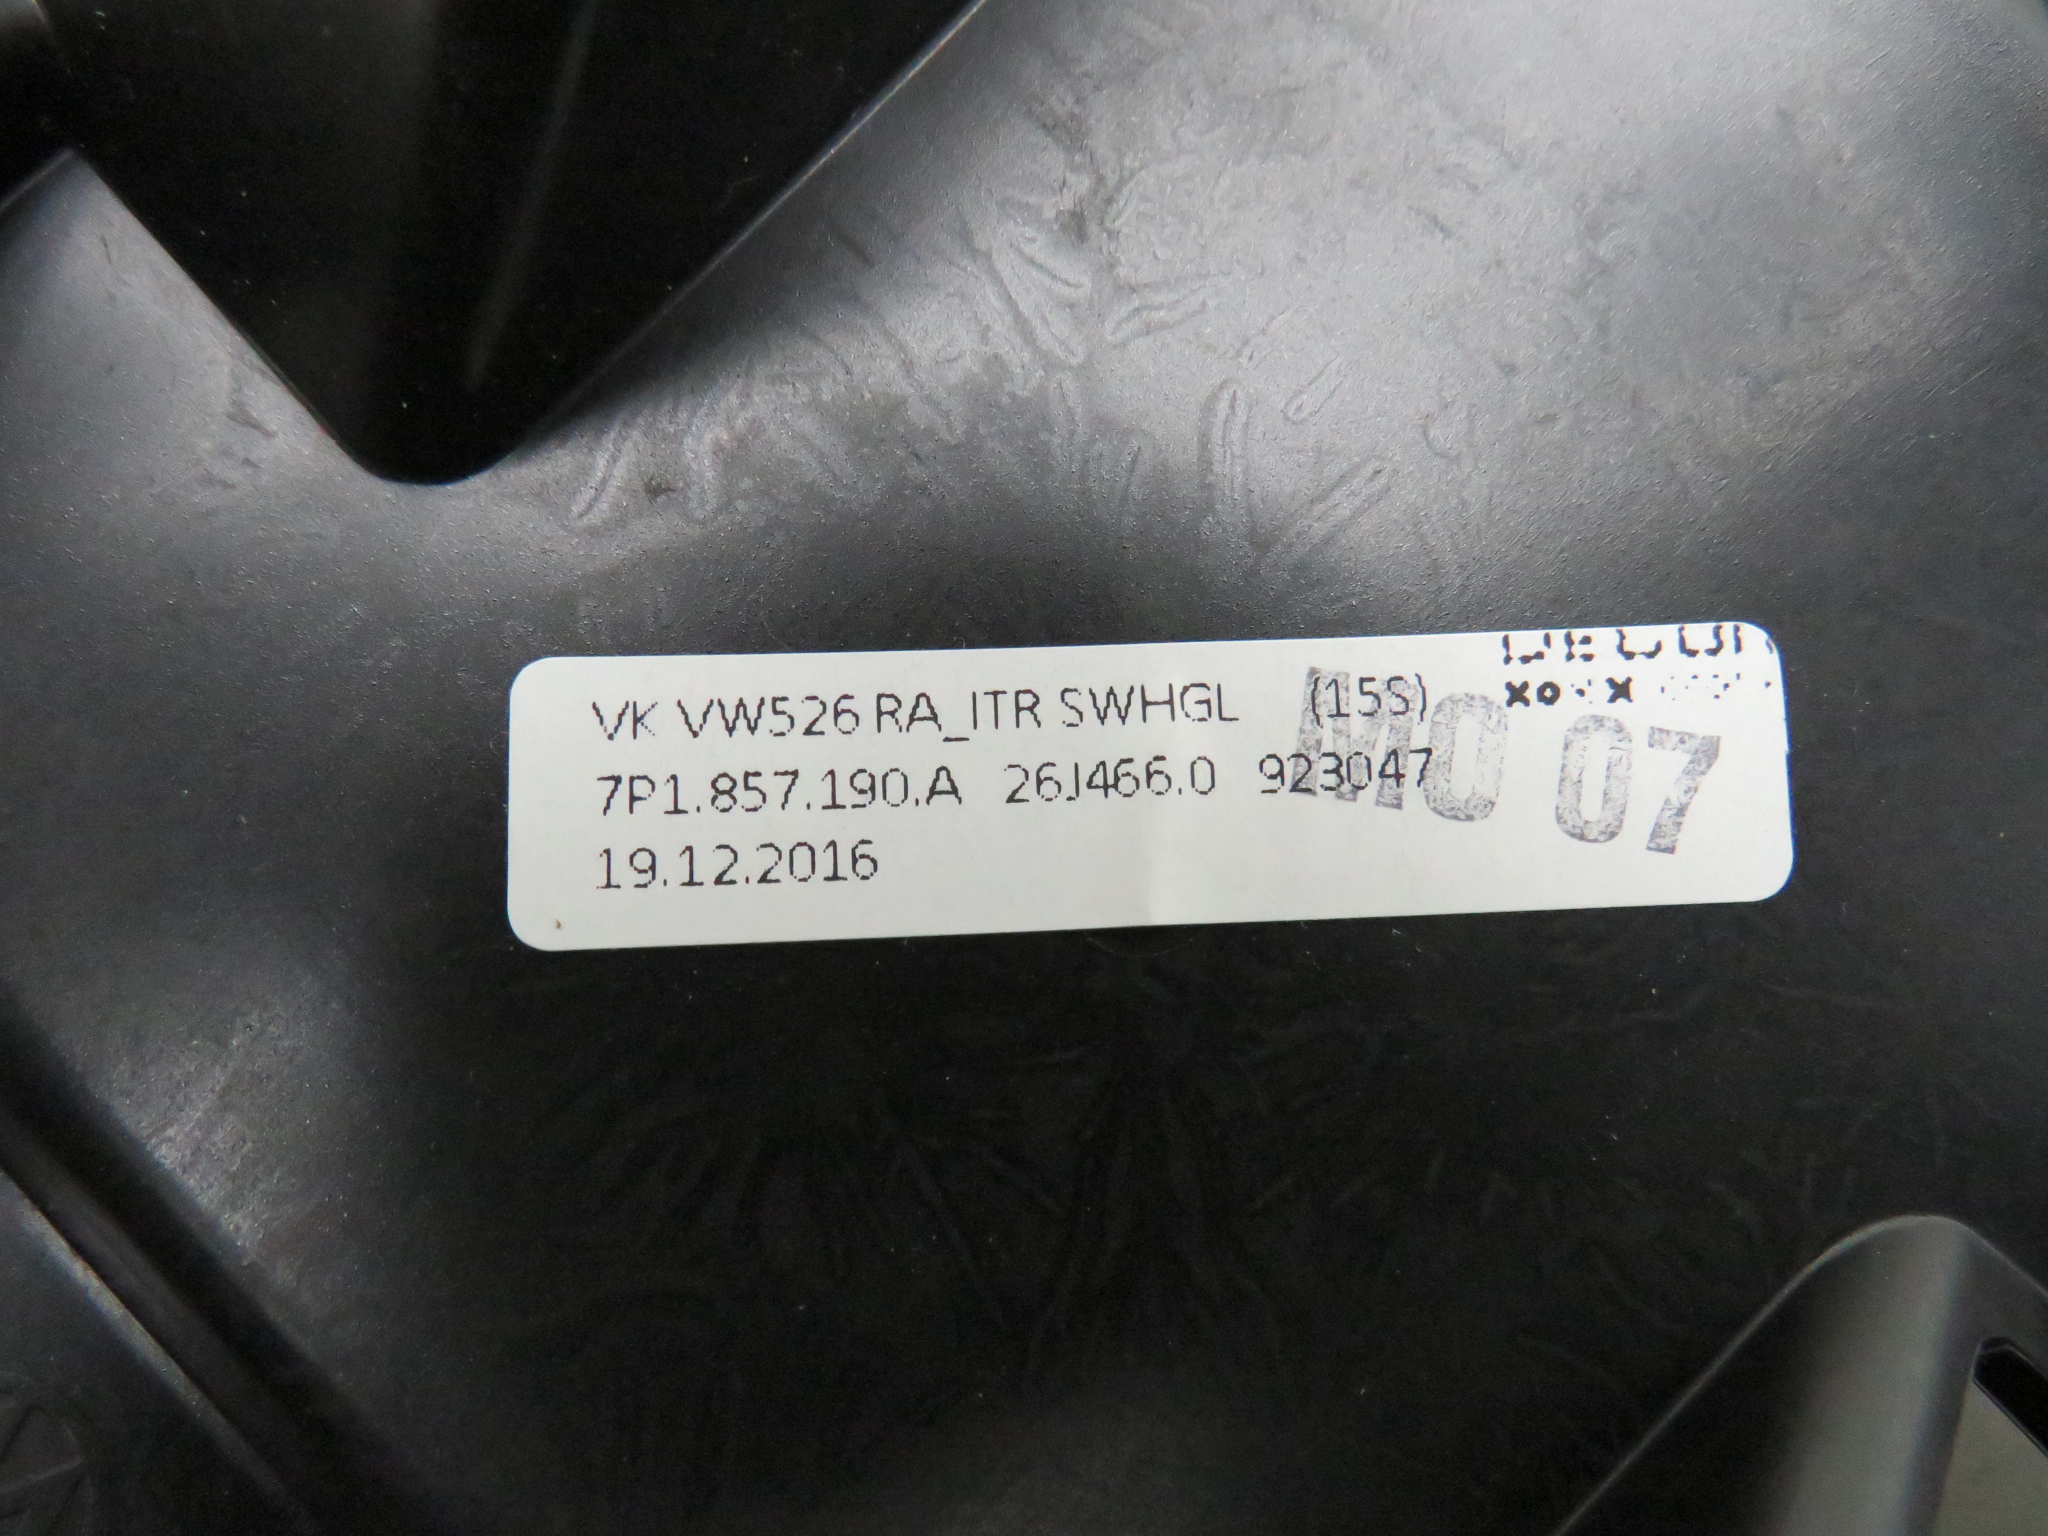 VK VW526 RA_ITR SWHGL (15S)
7P1.857.190.A 26J466.0 923047
19.12.2016
MO 07